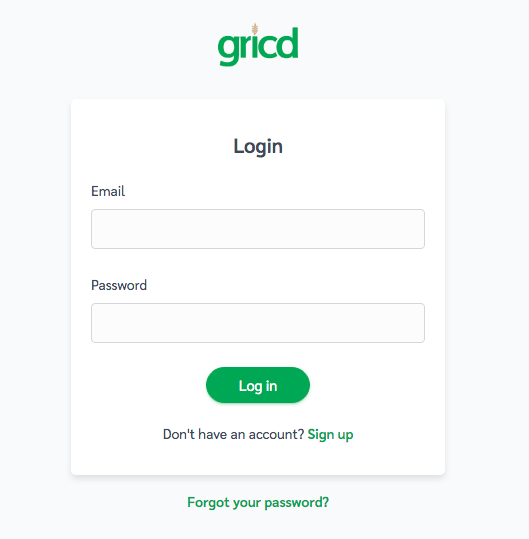 gricd
Login
Email
Password
Log in
Don't have an account? Sign up
Forgot your password?